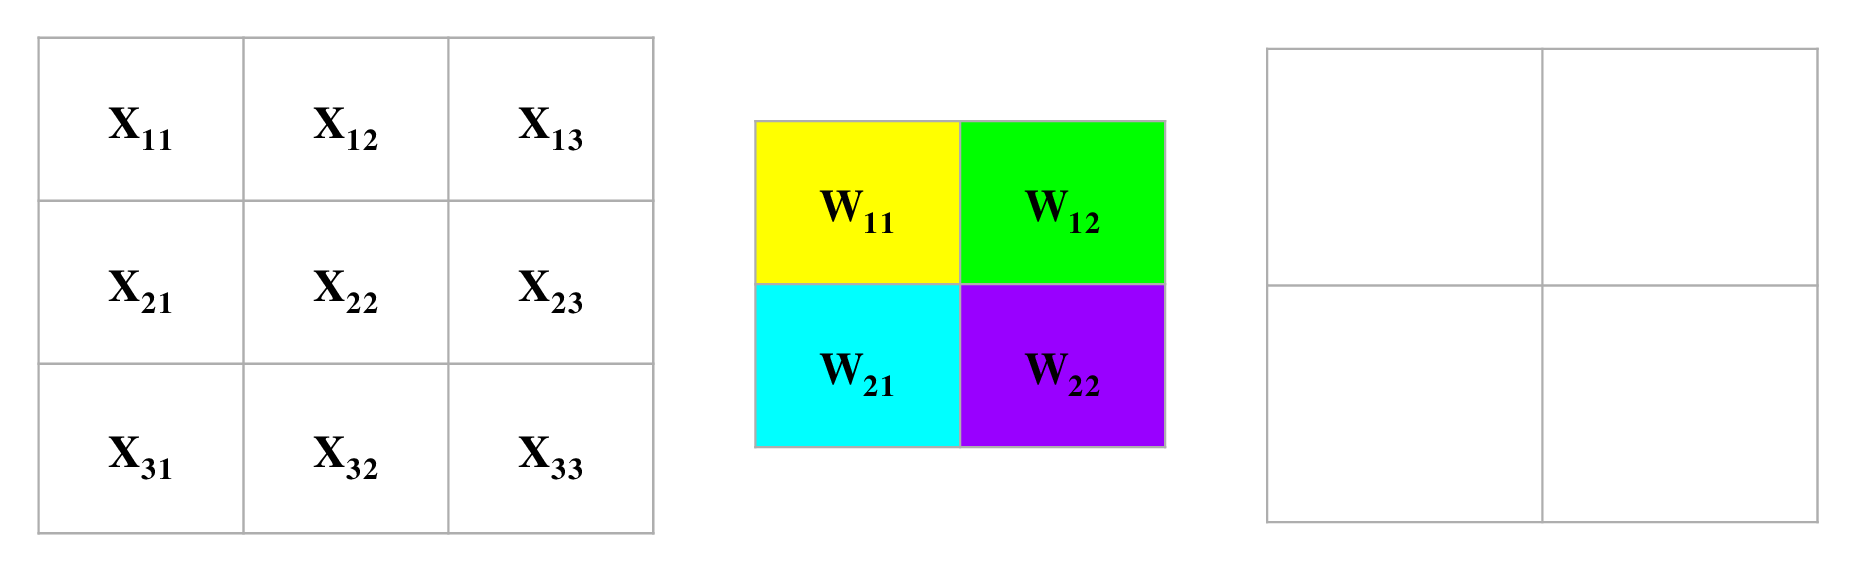 X₁₁ X₁₂ X₁₃
X₂₁ X₂₂ X₂₃
X₃₁ X₃₂ X₃₃
W₁₁ W₁₂
W₂₁ W₂₂